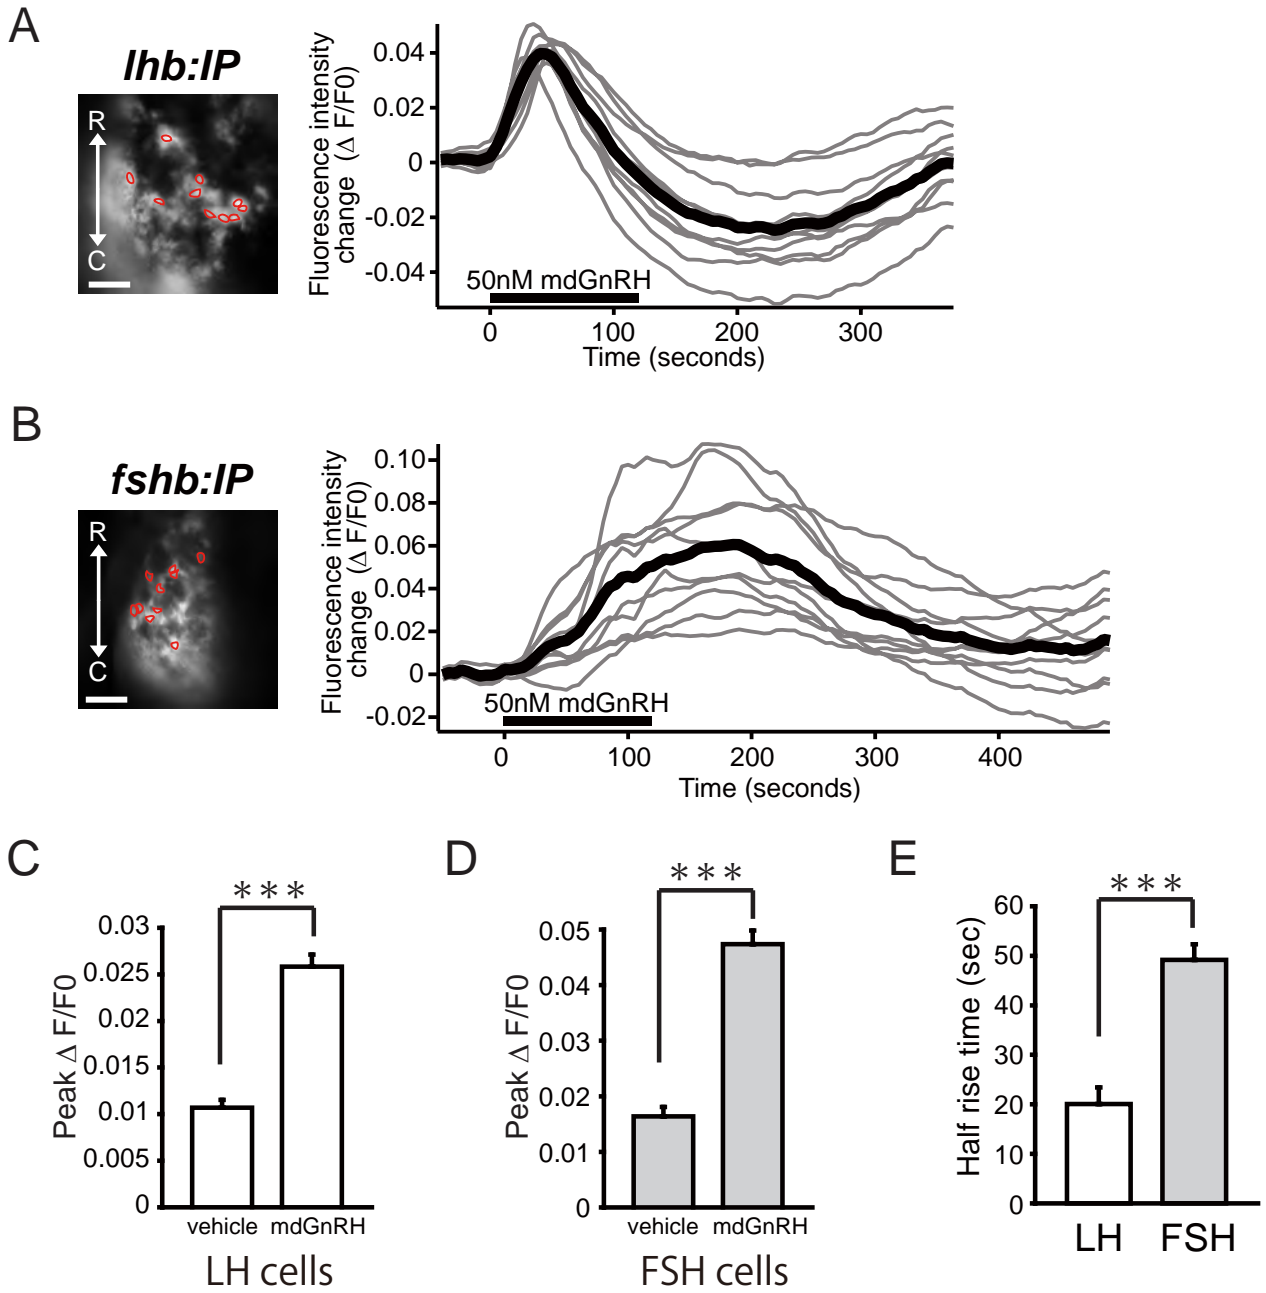 A
lhb:IP
R
C
Fluorescence intensity
change (Δ F/F0)
0.04
0.02
0
-0.02
-0.04
50nM mdGnRH
0 100 200 300
Time (seconds)
B
fshb:IP
R
C
Fluorescence intensity
change (Δ F/F0)
0.10
0.08
0.06
0.04
0.02
0
-0.02
50nM mdGnRH
0 100 200 300 400
Time (seconds)
C
***
Peak Δ F/F0
0.03
0.025
0.02
0.015
0.01
0.005
0
vehicle mdGnRH
LH cells
D
***
Peak Δ F/F0
0.05
0.04
0.03
0.02
0.01
0
vehicle mdGnRH
FSH cells
E
***
Half rise time (sec)
60
50
40
30
20
10
0
LH FSH